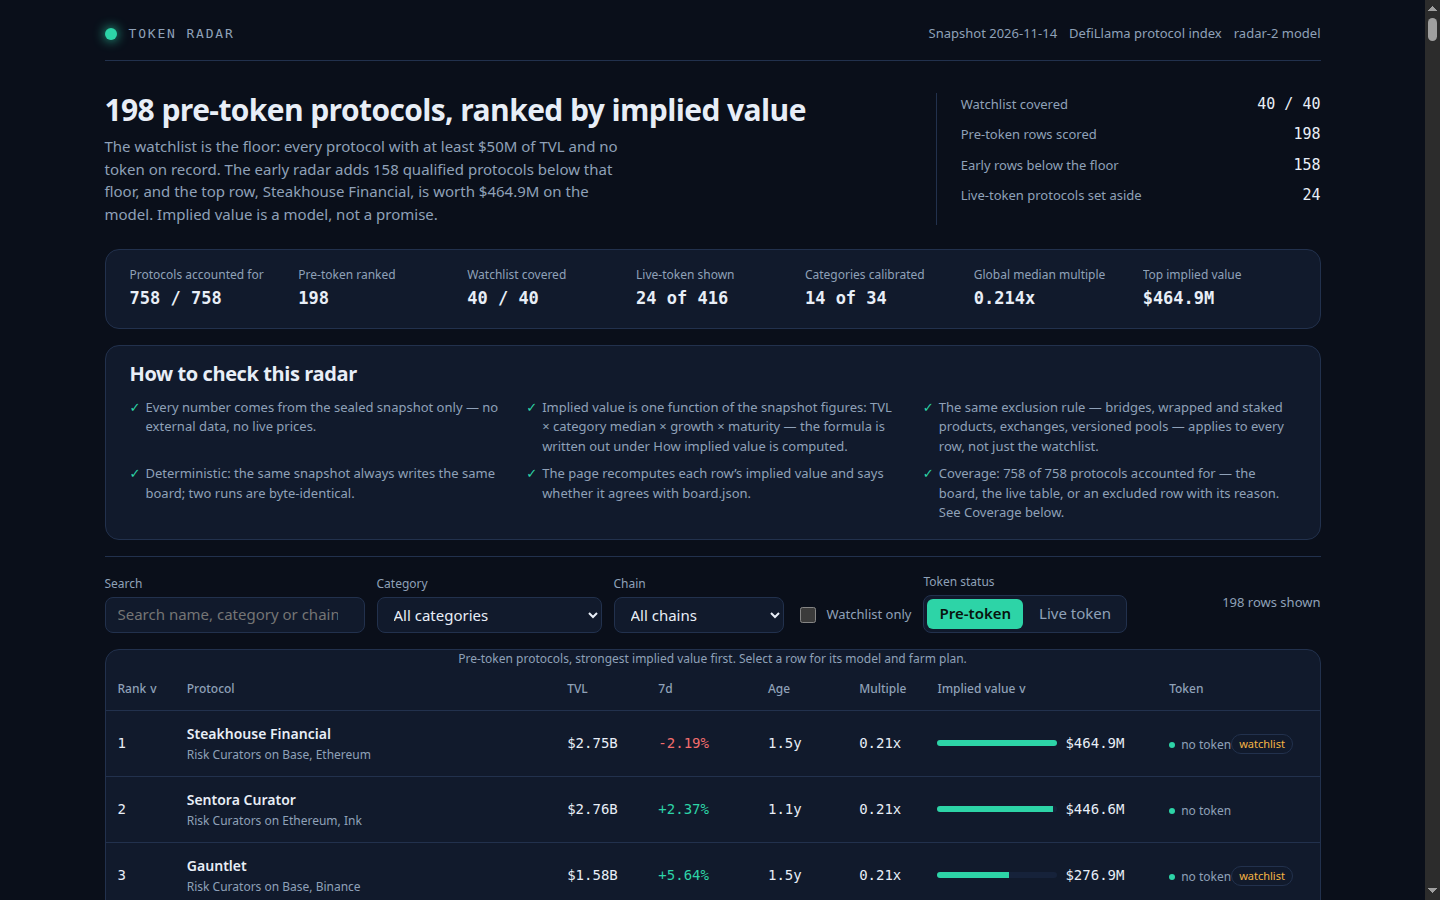 TOKEN RADAR
Snapshot 2026-11-14 DefiLlama protocol index radar-2 model
198 pre-token protocols, ranked by implied value
The watchlist is the floor: every protocol with at least $50M of TVL and no
token on record. The early radar adds 158 qualified protocols below that
floor, and the top row, Steakhouse Financial, is worth $464.9M on the
model. Implied value is a model, not a promise.
Watchlist covered 40 / 40
Pre-token rows scored 198
Early rows below the floor 158
Live-token protocols set aside 24
Protocols accounted for
758 / 758
Pre-token ranked
198
Watchlist covered
40 / 40
Live-token shown
24 of 416
Categories calibrated
14 of 34
Global median multiple
0.214x
Top implied value
$464.9M
How to check this radar
✓ Every number comes from the sealed snapshot only — no
external data, no live prices.
✓ Implied value is one function of the snapshot figures: TVL
× category median × growth × maturity — the formula is
written out under How implied value is computed.
✓ The same exclusion rule — bridges, wrapped and staked
products, exchanges, versioned pools — applies to every
row, not just the watchlist.
✓ Deterministic: the same snapshot always writes the same
board; two runs are byte-identical.
✓ The page recomputes each row's implied value and says
whether it agrees with board.json.
✓ Coverage: 758 of 758 protocols accounted for — the
board, the live table, or an excluded row with its reason.
See Coverage below.
Search
Search name, category or chain
Category
All categories
Chain
All chains
Watchlist only
Token status
Pre-token Live token
198 rows shown
Pre-token protocols, strongest implied value first. Select a row for its model and farm plan.
Rank v Protocol TVL 7d Age Multiple Implied value v Token
1 Steakhouse Financial $2.75B -2.19% 1.5y 0.21x $464.9M no token watchlist
Risk Curators on Base, Ethereum
2 Sentora Curator $2.76B +2.37% 1.1y 0.21x $446.6M no token
Risk Curators on Ethereum, Ink
3 Gauntlet $1.58B +5.64% 1.5y 0.21x $276.9M no token watchlist
Risk Curators on Base, Binance